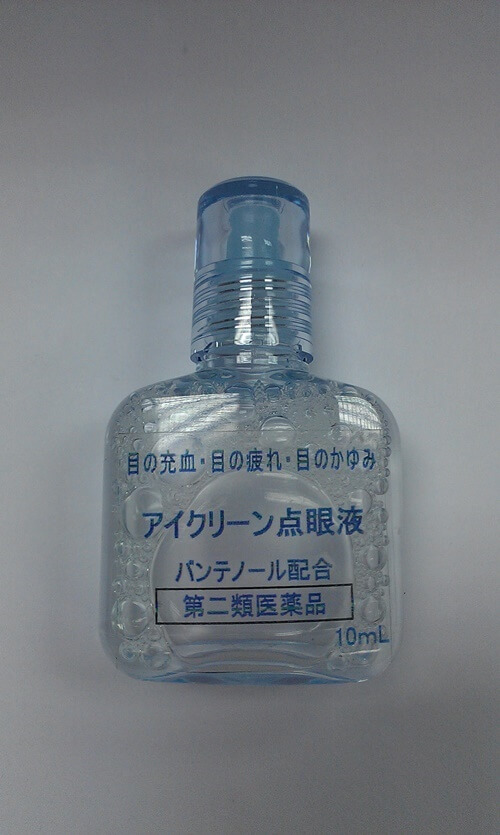 目の充血・目の疲れ・目のかゆみ
アイクリーン点眼液
パンテノール配合
第二類医薬品
10mL